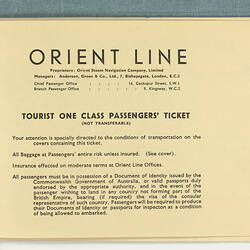 ORIENT LINE
Proprietors: Orient Steam Navigation Company, Limited
Managers: Anderson, Green & Co., Ltd., 7, Bishopsgate, London, E.C.2
Chief Passenger Office : : 14, Cockspur Street, S.W.1
Branch Passenger Office : : 5, Kingsway, W.C.2
TOURIST ONE CLASS PASSENGERS' TICKET
(NOT TRANSFERABLE)
Your attention is specially directed to the conditions of transportation on the
covers containing this ticket.
All Baggage at Passengers' entire risk unless insured. (See cover).
Insurance effected on moderate terms at Orient Line Offices.
All passengers must be in possession of a Document of Identity issued by the
Commonwealth Government of Australia, or valid passports duly
endorsed by the appropriate authority, and in the event of the
passenger wishing to land in any country not forming part of the
British Empire, bearing (if required) the visa of the consular
representative of such country. Passengers will be required to produce
their Documents of Identity or passports for inspection as a condition
of being allowed to embarked.